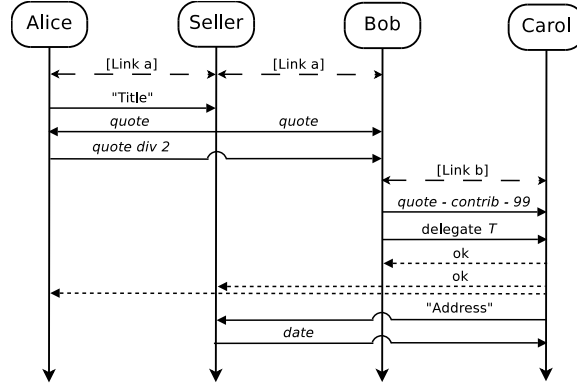 Alice Seller Bob Carol
[Link a] [Link a]
"Title"
quote quote
quote div 2
[Link b]
quote - contrib - 99
delegate T
ok
ok
"Address"
date